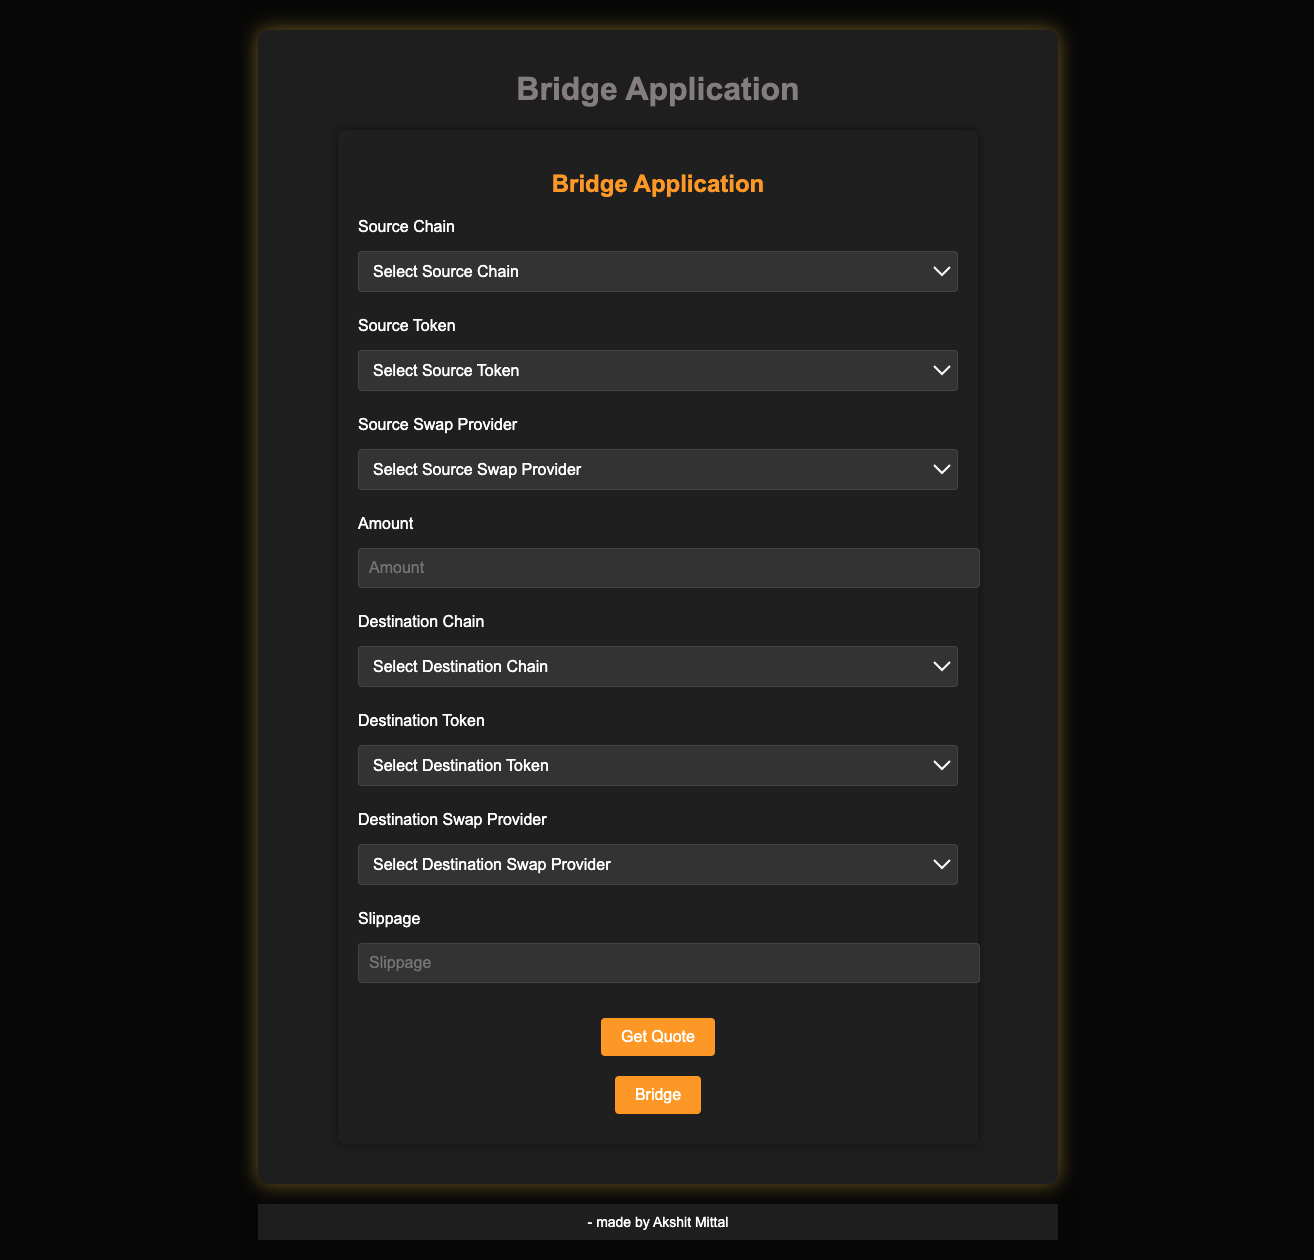 Bridge Application
Bridge Application
Source Chain
Select Source Chain
Source Token
Select Source Token
Source Swap Provider
Select Source Swap Provider
Amount
Amount
Destination Chain
Select Destination Chain
Destination Token
Select Destination Token
Destination Swap Provider
Select Destination Swap Provider
Slippage
Slippage
Get Quote
Bridge
- made by Akshit Mittal